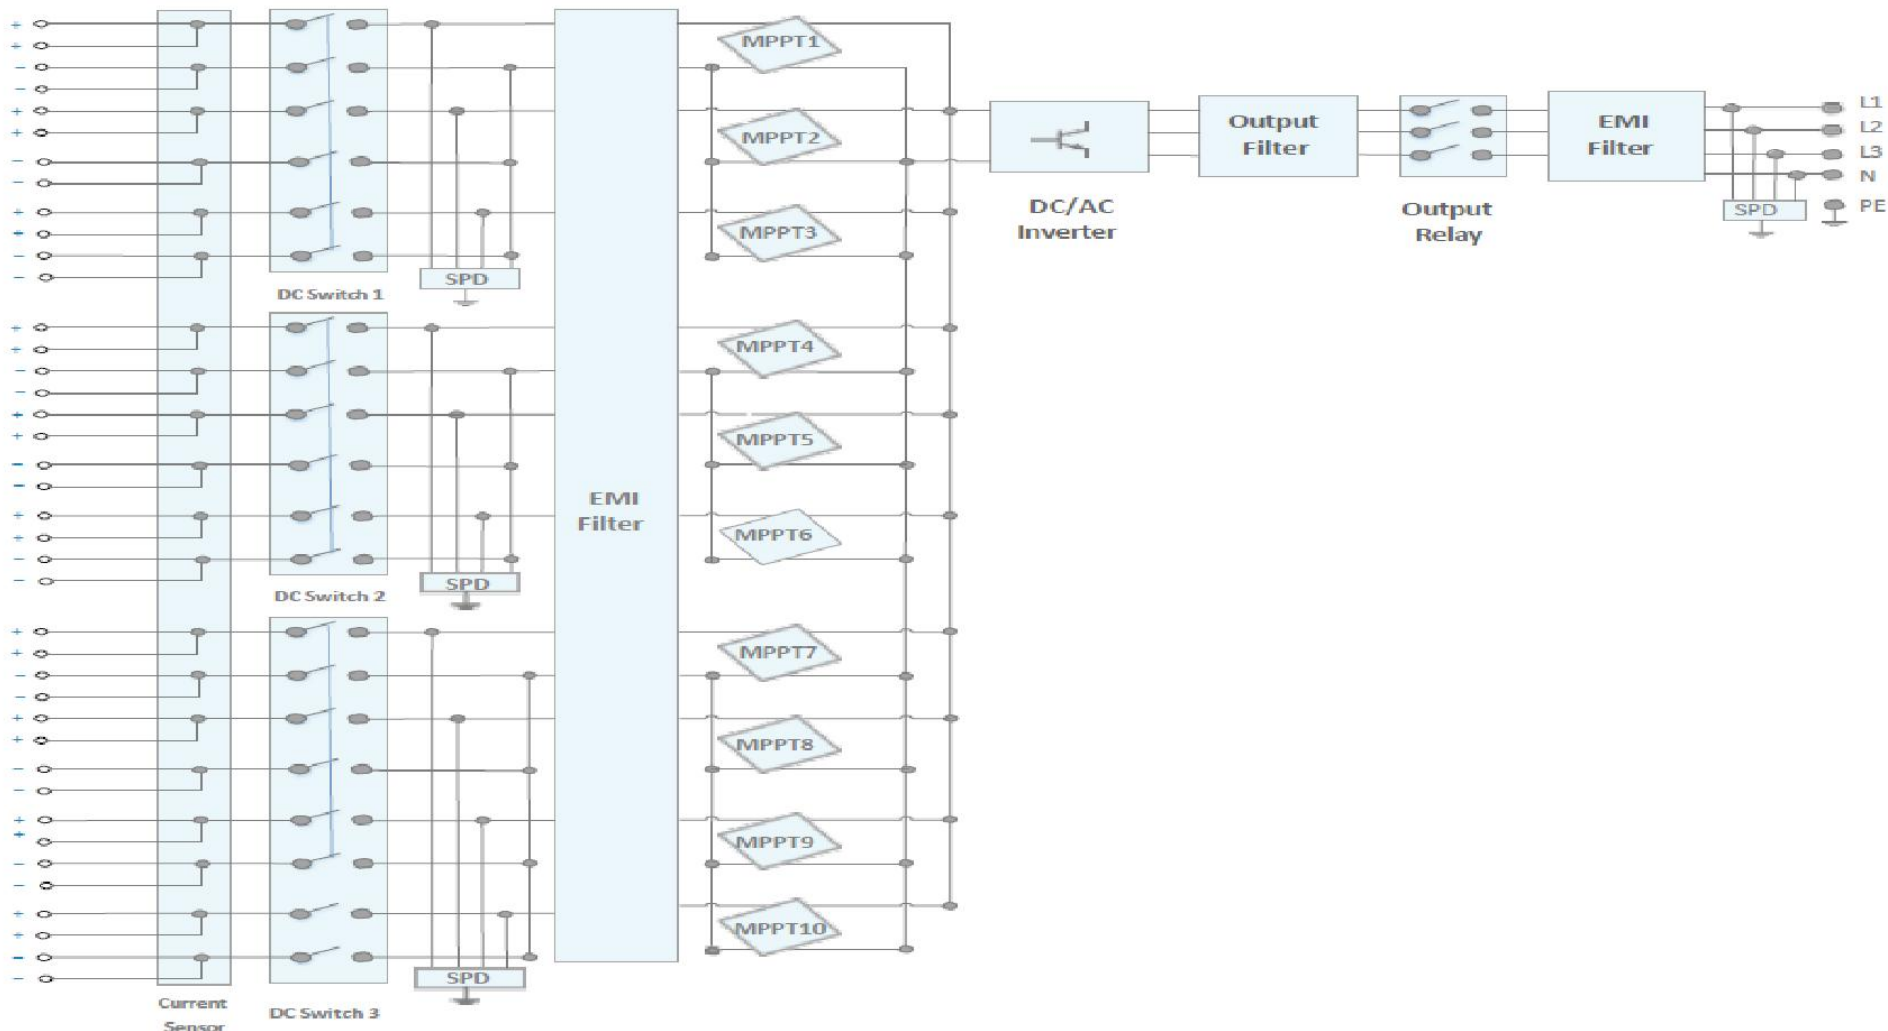 MPPT1
MPPT2
MPPT3
MPPT4
MPPT5
MPPT6
MPPT7
MPPT8
MPPT9
MPPT10
DC Switch 1
SPD
DC Switch 2
SPD
DC Switch 3
SPD
Current
Sensor
EMI
Filter
DC/AC
Inverter
Output
Filter
Output
Relay
EMI
Filter
L1
L2
L3
N
PE
SPD
+
+
−
−
+
+
−
−
+
+
−
−
+
+
−
−
+
+
−
−
+
+
−
−
+
+
−
−
+
+
−
−
+
+
−
−
+
+
−
−